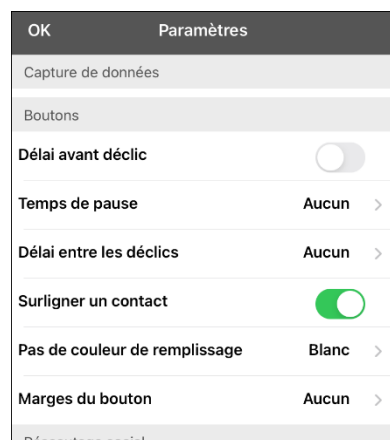 OK Paramètres
Capture de données
Boutons
Délai avant déclic
Temps de pause Aucun
Délai entre les déclics Aucun
Surligner un contact
Pas de couleur de remplissage Blanc
Marges du bouton Aucun